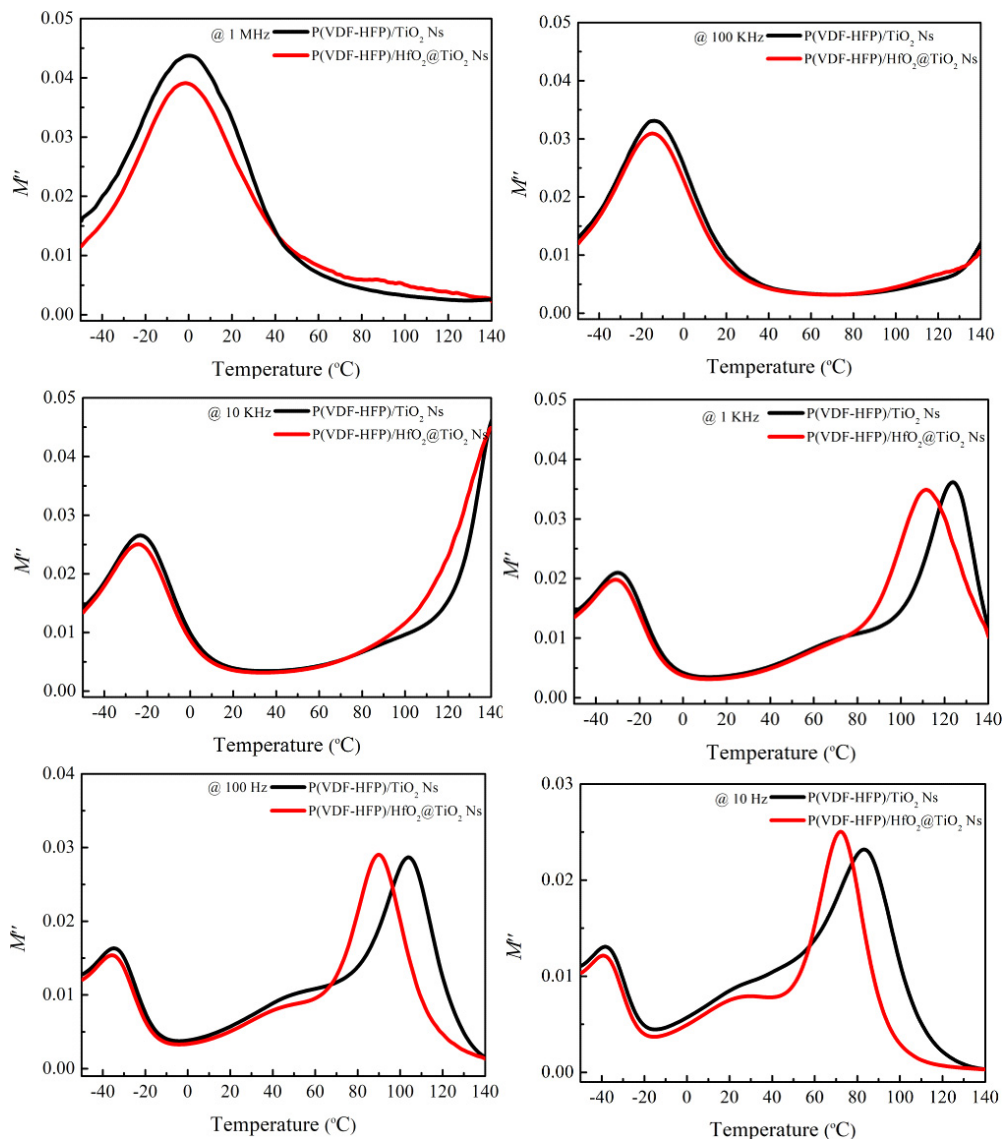 @ 1 MHz
P(VDF-HFP)/TiO₂ Ns
P(VDF-HFP)/HfO₂@TiO₂ Ns
0.05
0.04
0.03
0.02
0.01
0.00
M''
-40 -20 0 20 40 60 80 100 120 140
Temperature (ºC)
@ 100 KHz
P(VDF-HFP)/TiO₂ Ns
P(VDF-HFP)/HfO₂@TiO₂ Ns
0.05
0.04
0.03
0.02
0.01
0.00
M''
-40 -20 0 20 40 60 80 100 120 140
Temperature (ºC)
@ 10 KHz
P(VDF-HFP)/TiO₂ Ns
P(VDF-HFP)/HfO₂@TiO₂ Ns
0.05
0.04
0.03
0.02
0.01
0.00
M''
-40 -20 0 20 40 60 80 100 120 140
Temperature (ºC)
@ 1 KHz
P(VDF-HFP)/TiO₂ Ns
P(VDF-HFP)/HfO₂@TiO₂ Ns
0.05
0.04
0.03
0.02
0.01
0.00
M''
-40 -20 0 20 40 60 80 100 120 140
Temperature (ºC)
@ 100 Hz
P(VDF-HFP)/TiO₂ Ns
P(VDF-HFP)/HfO₂@TiO₂ Ns
0.04
0.03
0.02
0.01
0.00
M''
-40 -20 0 20 40 60 80 100 120 140
Temperature (ºC)
@ 10 Hz
P(VDF-HFP)/TiO₂ Ns
P(VDF-HFP)/HfO₂@TiO₂ Ns
0.03
0.02
0.01
0.00
M''
-40 -20 0 20 40 60 80 100 120 140
Temperature (ºC)